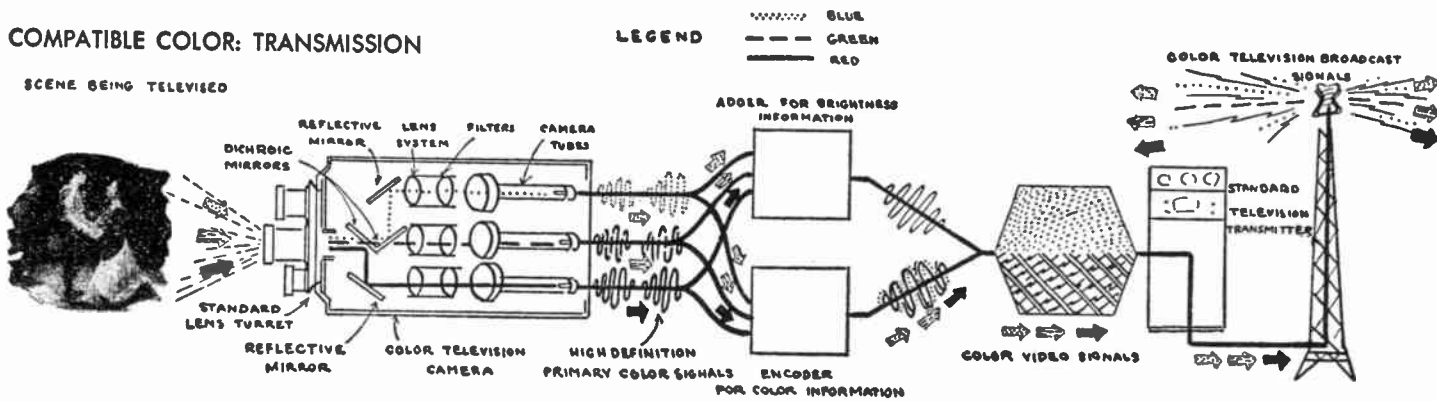 COMPATIBLE COLOR: TRANSMISSION
LEGEND
BLUE
GREEN
RED
SCENE BEING TELEVISED
REFLECTIVE
MIRROR
DICHROIC
MIRRORS
LENS
SYSTEM
FILTERS
CAMERA
TUBES
ADDER FOR BRIGHTNESS
INFORMATION
COLOR TELEVISION BROADCAST
SIGNALS
STANDARD
TELEVISION
TRANSMITTER
STANDARD
LENS TURRET
REFLECTIVE
MIRROR
COLOR TELEVISION
CAMERA
HIGH DEFINITION
PRIMARY COLOR SIGNALS
ENCODER
FOR COLOR INFORMATION
COLOR VIDEO SIGNALS